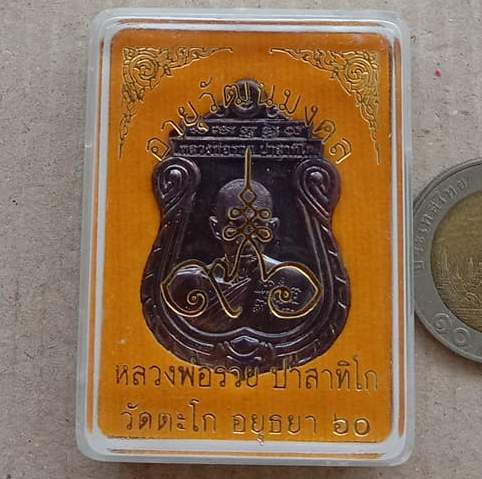 อายุวัฒนมงคล
หลวงพ่อรวย ปาสาทิโก
หลวงพ่อรวย ปาสาทิโก
วัดตะโก อยุธยา ๖๐
ประเทศไทย
๑๐